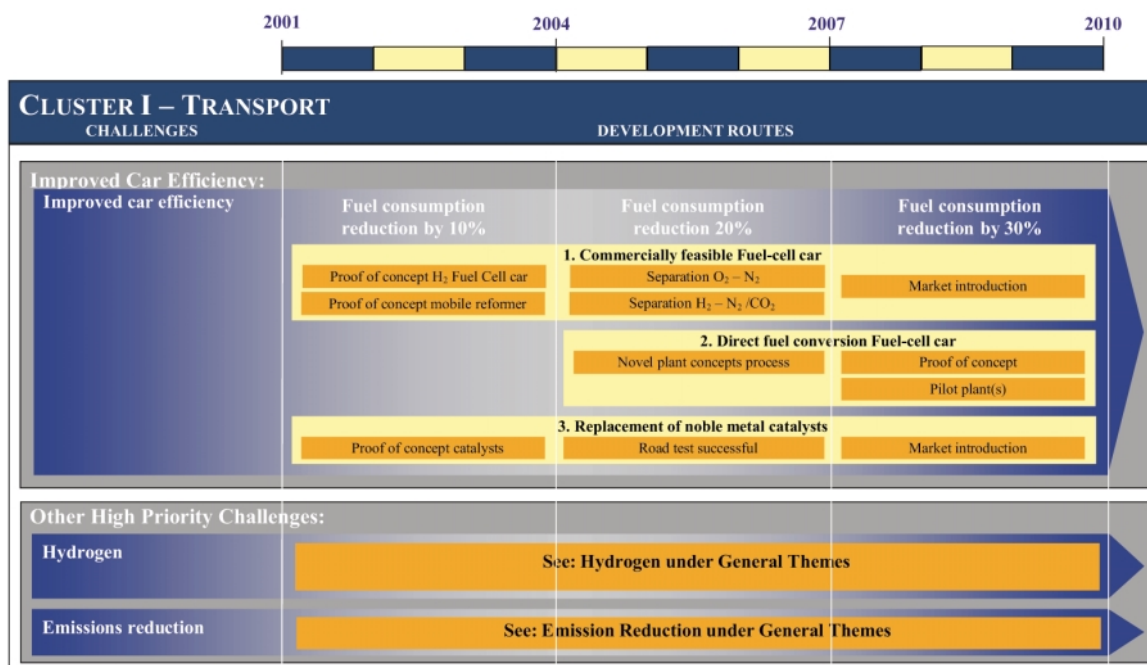 2001 2004 2007 2010
CLUSTER I – TRANSPORT
CHALLENGES DEVELOPMENT ROUTES
Improved Car Efficiency:
Improved car efficiency
Fuel consumption
reduction by 10%
Fuel consumption
reduction 20%
Fuel consumption
reduction by 30%
1. Commercially feasible Fuel-cell car
Proof of concept H₂ Fuel Cell car
Separation O₂ – N₂
Market introduction
Proof of concept mobile reformer
Separation H₂ – N₂ /CO₂
2. Direct fuel conversion Fuel-cell car
Novel plant concepts process
Proof of concept
Pilot plant(s)
3. Replacement of noble metal catalysts
Proof of concept catalysts
Road test successful
Market introduction
Other High Priority Challenges:
Hydrogen
See: Hydrogen under General Themes
Emissions reduction
See: Emission Reduction under General Themes